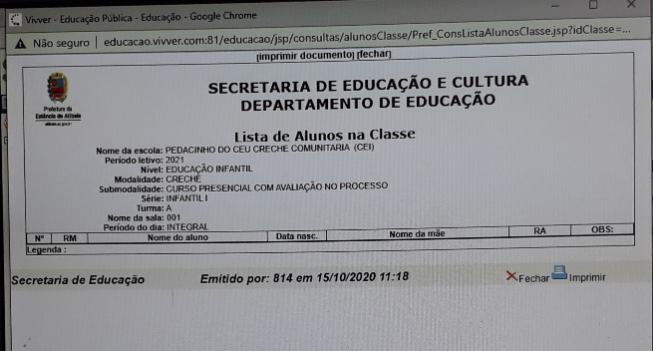 Vivver - Educação Pública - Educação - Google Chrome
Não seguro | educacao.vivver.com:81/educacao/jsp/consultas/alunosClasse/Pref_ConsListaAlunosClasse.jsp?idClasse=...
[imprimir documento] [fechar]
SECRETARIA DE EDUCAÇÃO E CULTURA
DEPARTAMENTO DE EDUCAÇÃO
Prefeitura da
Estância de Atibaia
Lista de Alunos na Classe
Nome da escola: PEDACINHO DO CEU CRECHE COMUNITARIA (CEI)
Período letivo: 2021
Nível: EDUCAÇÃO INFANTIL
Modalidade: CRECHE
Submodalidade: CURSO PRESENCIAL COM AVALIAÇÃO NO PROCESSO
Série: INFANTIL I
Turma: A
Nome da sala: 001
Período do dia: INTEGRAL
Nº RM Nome do aluno Data nasc. Nome da mãe RA OBS:
Legenda :
Secretaria de Educação Emitido por: 814 em 15/10/2020 11:18 Fechar Imprimir